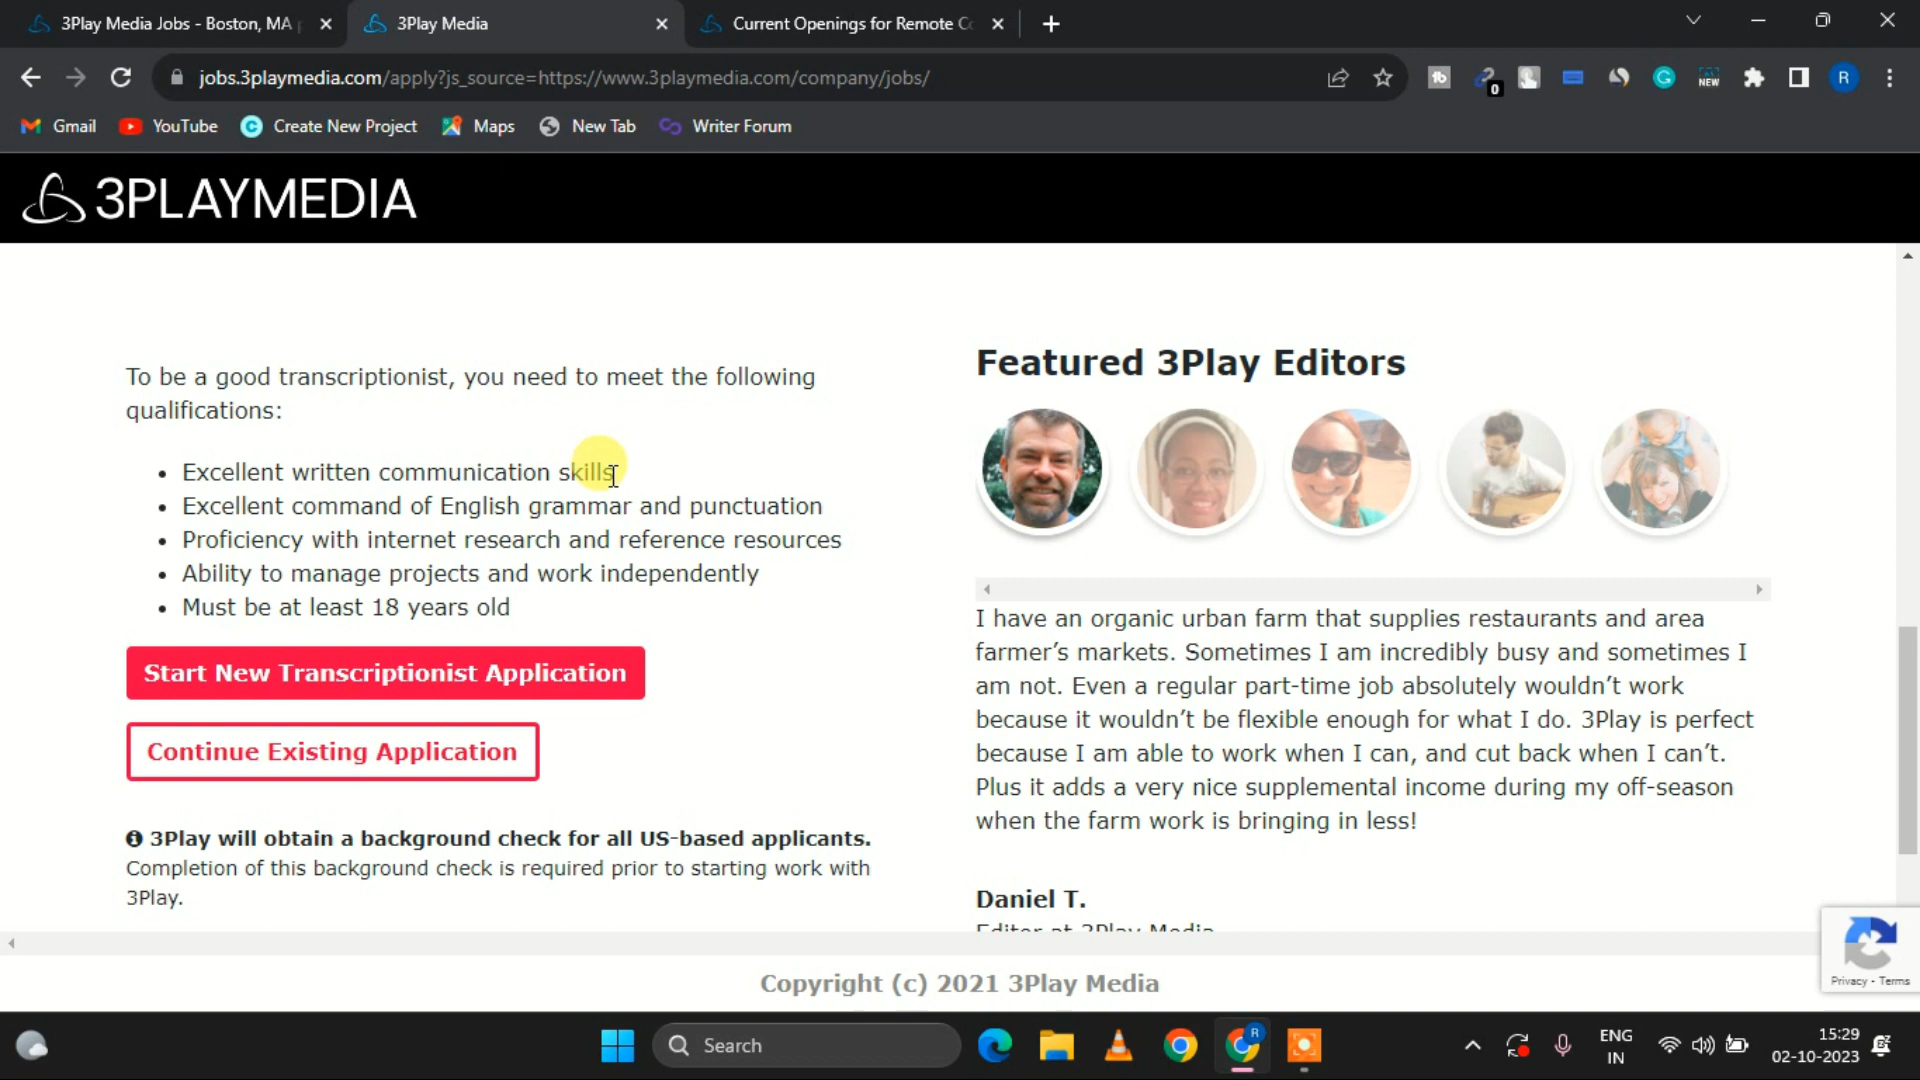 3Play Media Jobs - Boston, MA
3Play Media
Current Openings for Remote Co
jobs.3playmedia.com/apply?js_source=https://www.3playmedia.com/company/jobs/
0
NEW
R
Gmail
YouTube
Create New Project
Maps
New Tab
Writer Forum
3PLAYMEDIA
To be a good transcriptionist, you need to meet the following
qualifications:
• Excellent written communication skills
• Excellent command of English grammar and punctuation
• Proficiency with internet research and reference resources
• Ability to manage projects and work independently
• Must be at least 18 years old
Start New Transcriptionist Application
Continue Existing Application
3Play will obtain a background check for all US-based applicants.
Completion of this background check is required prior to starting work with
3Play.
Featured 3Play Editors
I have an organic urban farm that supplies restaurants and area
farmer’s markets. Sometimes I am incredibly busy and sometimes I
am not. Even a regular part-time job absolutely wouldn’t work
because it wouldn’t be flexible enough for what I do. 3Play is perfect
because I am able to work when I can, and cut back when I can’t.
Plus it adds a very nice supplemental income during my off-season
when the farm work is bringing in less!
Daniel T.
Editor at 3Play Media
Privacy - Terms
Copyright (c) 2021 3Play Media
Search
R
ENG
IN
15:29
02-10-2023